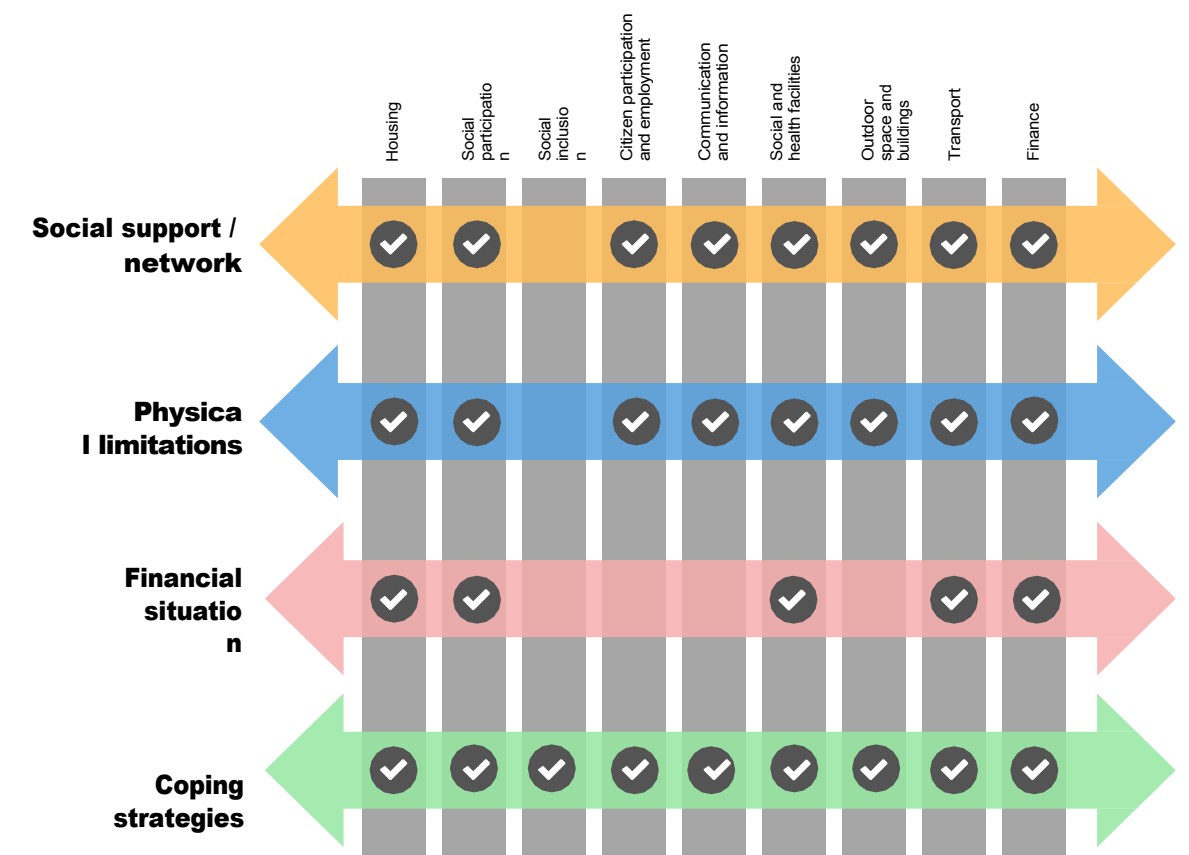 Housing
Social
participatio
n
Social
inclusio
n
Citizen participation
and employment
Communication
and information
Social and
health facilities
Outdoor
space and
buildings
Transport
Finance
Social support /
network
Physica
l limitations
Financial
situatio
n
Coping
strategies